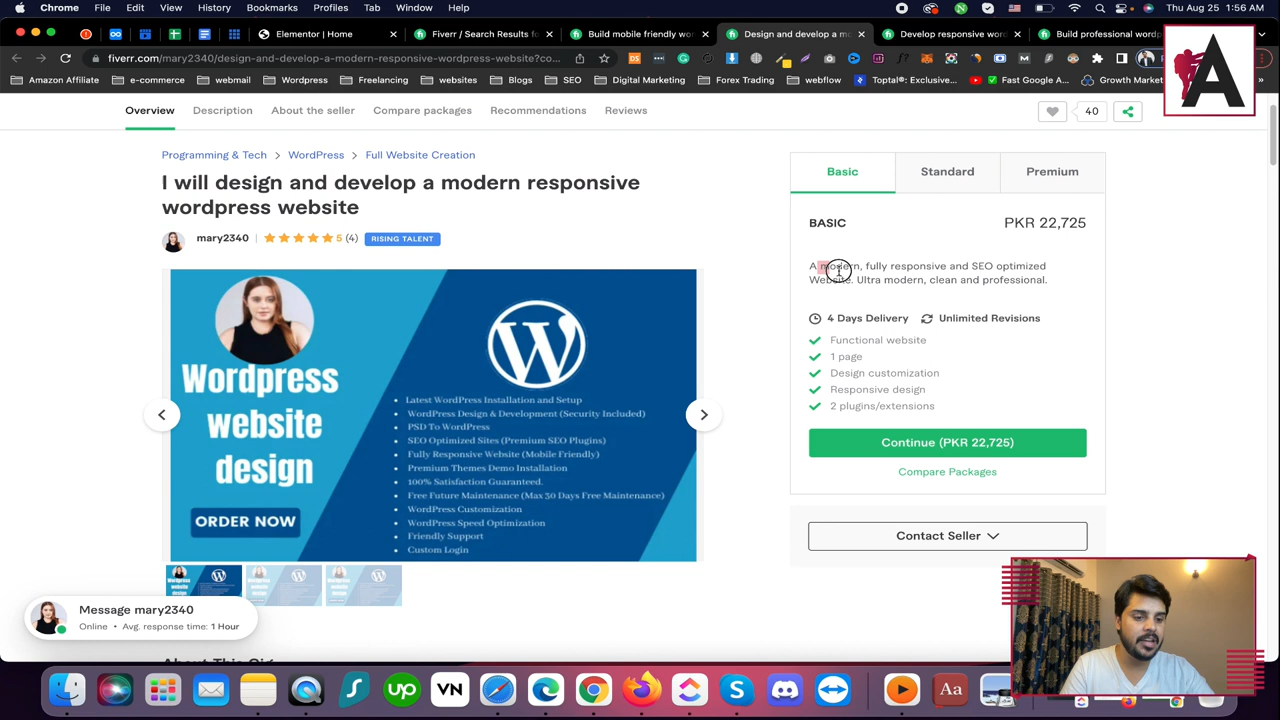 Chrome File Edit View History Bookmarks Profiles Tab Window Help
Aug 25 1:56 AM
Elementor | Home
Fiverr / Search Results fo
Build mobile friendly wo
Design and develop a mo
Develop responsive word
Build professional wordp
fiverr.com/mary2340/design-and-develop-a-modern-responsive-wordpress-website?co...
Amazon Affiliate e-commerce webmail Wordpress Freelancing websites Blogs SEO Digital Marketing Forex Trading webflow Toptal®: Exclusive... Fast Google A... Growth Market
A
Overview Description About the seller Compare packages Recommendations Reviews
40
Programming & Tech > WordPress > Full Website Creation
I will design and develop a modern responsive
wordpress website
mary2340 | 5 (4) RISING TALENT
Wordpress
website
design
ORDER NOW
• Latest WordPress Installation and Setup
• WordPress Design & Development (Security Included)
• PSD To WordPress
• SEO Optimized Sites (Premium SEO Plugins)
• Fully Responsive Website (Mobile Friendly)
• Premium Themes Demo Installation
• 100% Satisfaction Guaranteed.
• Free Future Maintenance (Max 30 Days Free Maintenance)
• WordPress Customization
• WordPress Speed Optimization
• Friendly Support
• Custom Login
Basic Standard Premium
BASIC PKR 22,725
A modern, fully responsive and SEO optimized
Website. Ultra modern, clean and professional.
4 Days Delivery Unlimited Revisions
Functional website
1 page
Design customization
Responsive design
2 plugins/extensions
Continue (PKR 22,725)
Compare Packages
Contact Seller
Message mary2340
Online • Avg. response time: 1 Hour
About This Gig
up
VN
Aa